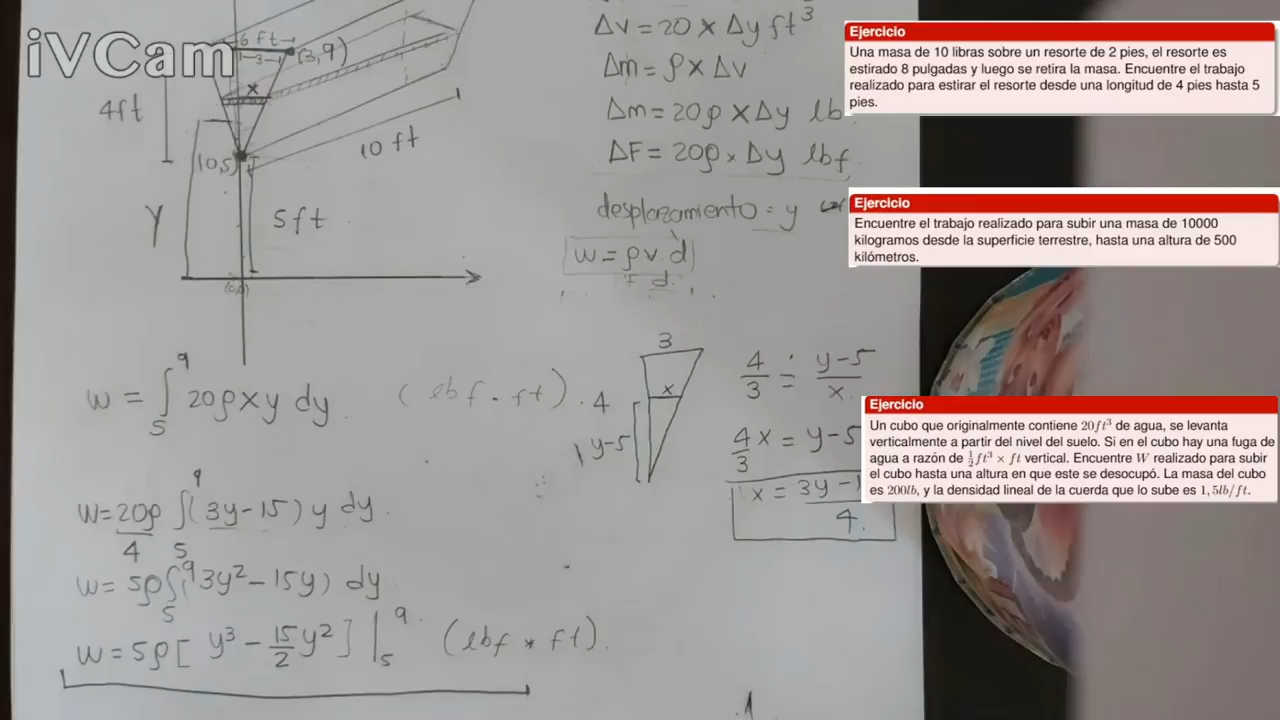 iVCam
6 ft
3
(3,9)
x
4ft
10 ft
(0,5)
Y
5ft
(0,0)
ΔV = 20 x Δy ft³
Δm = ρ x ΔV
Δm = 20ρ x Δy lb
ΔF = 20ρ x Δy lbf
desplazamiento = y
W = ρ v d
F d
W = ∫₅⁹ 20ρxy dy (lbf · ft).
W = 20ρ/4 ∫₅⁹ (3y - 15) y dy
W = 5ρ ∫₅⁹ (3y² - 15y) dy
W = 5ρ [y³ - 15/2 y²] |₅⁹ (lbf * ft).
3
x
4
y-5
4/3 = y-5/x
4/3 x = y-5
x = 3y-1
4
Ejercicio
Una masa de 10 libras sobre un resorte de 2 pies, el resorte es
estirado 8 pulgadas y luego se retira la masa. Encuentre el trabajo
realizado para estirar el resorte desde una longitud de 4 pies hasta 5
pies.
Ejercicio
Encuentre el trabajo realizado para subir una masa de 10000
kilogramos desde la superficie terrestre, hasta una altura de 500
kilómetros.
Ejercicio
Un cubo que originalmente contiene 20ft³ de agua, se levanta
verticalmente a partir del nivel del suelo. Si en el cubo hay una fuga de
agua a razón de ½ft³ × ft vertical. Encuentre W realizado para subir
el cubo hasta una altura en que este se desocupó. La masa del cubo
es 200lb, y la densidad lineal de la cuerda que lo sube es 1,5lb/ft.